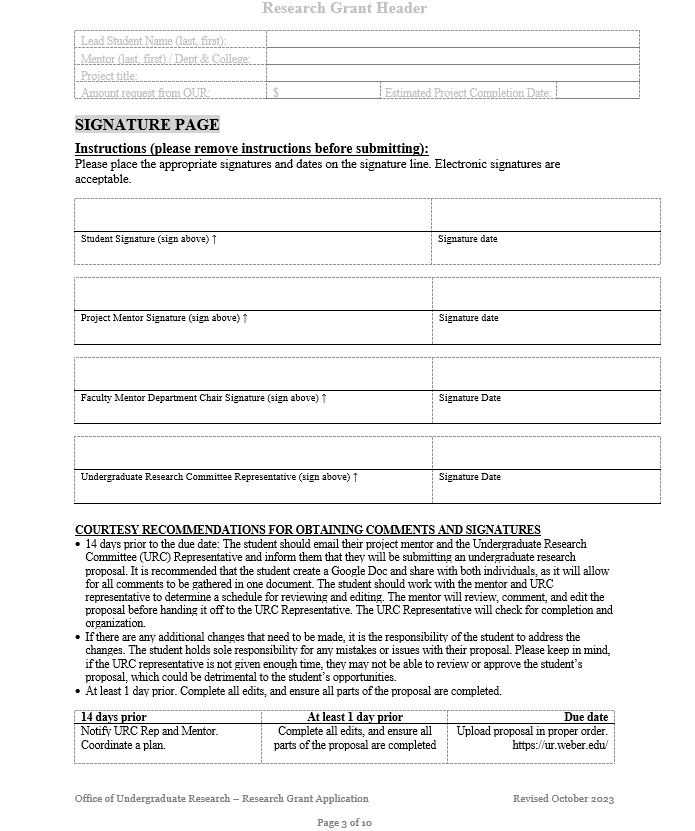 Research Grant Header
Lead Student Name (last, first):
Mentor (last, first) / Dept & College:
Project title:
Amount request from OUR: $ Estimated Project Completion Date:
SIGNATURE PAGE
Instructions (please remove instructions before submitting):
Please place the appropriate signatures and dates on the signature line. Electronic signatures are
acceptable.
Student Signature (sign above) ↑ Signature date
Project Mentor Signature (sign above) ↑ Signature date
Faculty Mentor Department Chair Signature (sign above) ↑ Signature Date
Undergraduate Research Committee Representative (sign above) ↑ Signature Date
COURTESY RECOMMENDATIONS FOR OBTAINING COMMENTS AND SIGNATURES
• 14 days prior to the due date: The student should email their project mentor and the Undergraduate Research
Committee (URC) Representative and inform them that they will be submitting an undergraduate research
proposal. It is recommended that the student create a Google Doc and share with both individuals, as it will allow
for all comments to be gathered in one document. The student should work with the mentor and URC
representative to determine a schedule for reviewing and editing. The mentor will review, comment, and edit the
proposal before handing it off to the URC Representative. The URC Representative will check for completion and
organization.
• If there are any additional changes that need to be made, it is the responsibility of the student to address the
changes. The student holds sole responsibility for any mistakes or issues with their proposal. Please keep in mind,
if the URC representative is not given enough time, they may not be able to review or approve the student's
proposal, which could be detrimental to the student's opportunities.
• At least 1 day prior. Complete all edits, and ensure all parts of the proposal are completed.
14 days prior At least 1 day prior Due date
Notify URC Rep and Mentor. Complete all edits, and ensure all Upload proposal in proper order.
Coordinate a plan. parts of the proposal are completed https://ur.weber.edu/
Office of Undergraduate Research – Research Grant Application Revised October 2023
Page 3 of 10